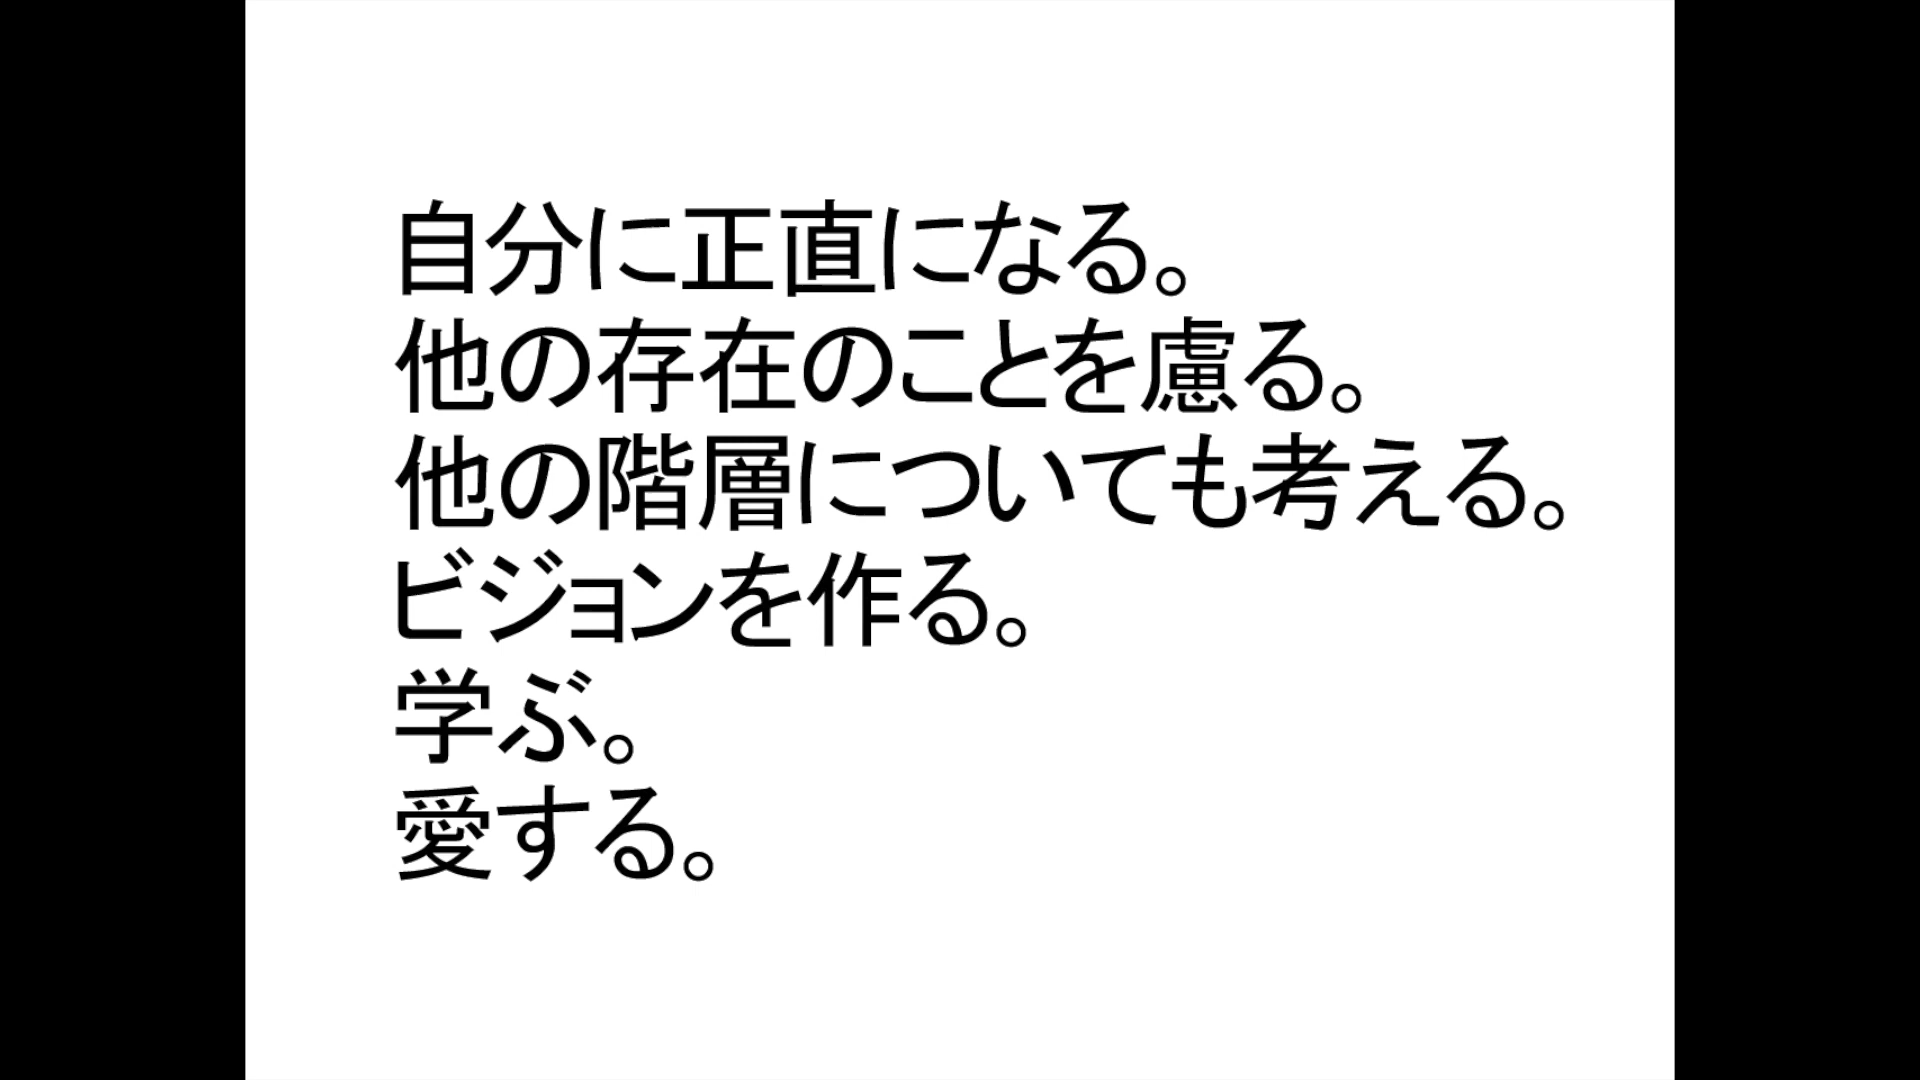 自分に正直になる。
他の存在のことを慮る。
他の階層についても考える。
ビジョンを作る。
学ぶ。
愛する。